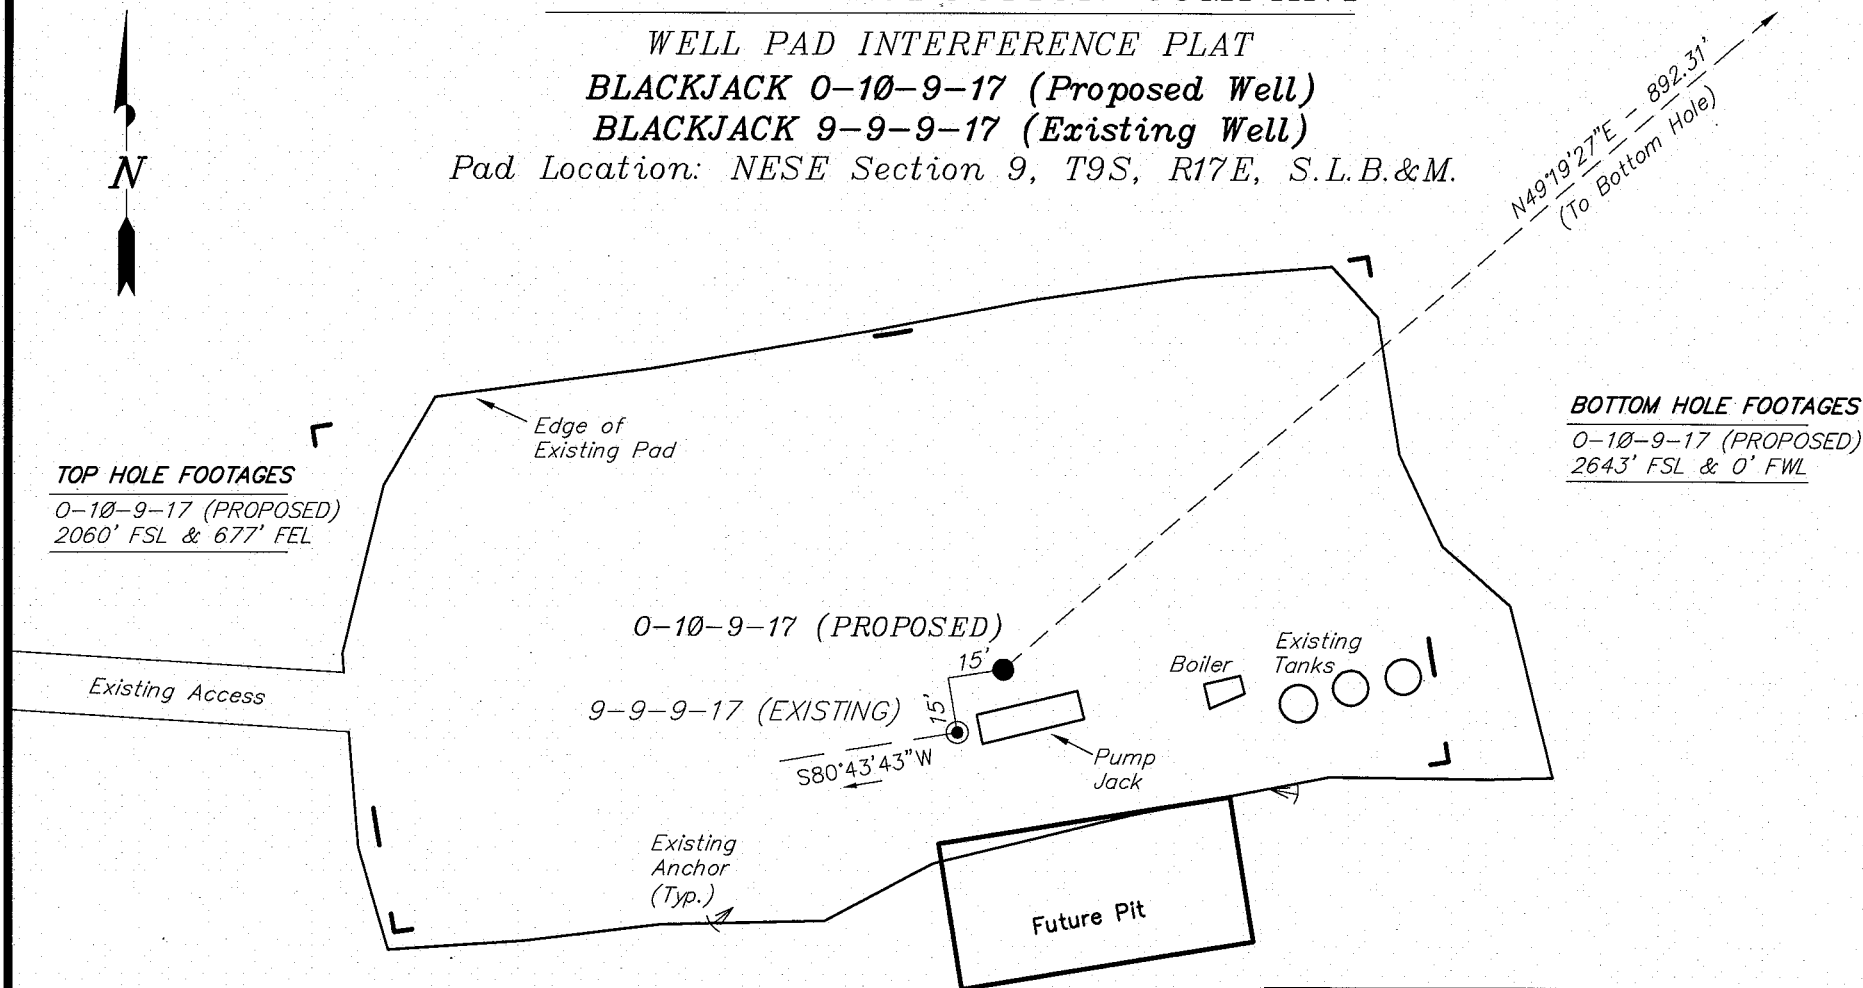 WELL PAD INTERFERENCE PLAT
BLACKJACK O-10-9-17 (Proposed Well)
BLACKJACK 9-9-9-17 (Existing Well)
Pad Location: NESE Section 9, T9S, R17E, S.L.B.&M.
N
N49°19'27"E - 892.31'
(To Bottom Hole)
Edge of
Existing Pad
BOTTOM HOLE FOOTAGES
O-10-9-17 (PROPOSED)
2643' FSL & 0' FWL
TOP HOLE FOOTAGES
O-10-9-17 (PROPOSED)
2060' FSL & 677' FEL
O-10-9-17 (PROPOSED)
15'
Existing
Tanks
Boiler
Existing Access
9-9-9-17 (EXISTING)
15'
S80°43'43"W
Pump
Jack
Existing
Anchor
(Typ.)
Future Pit